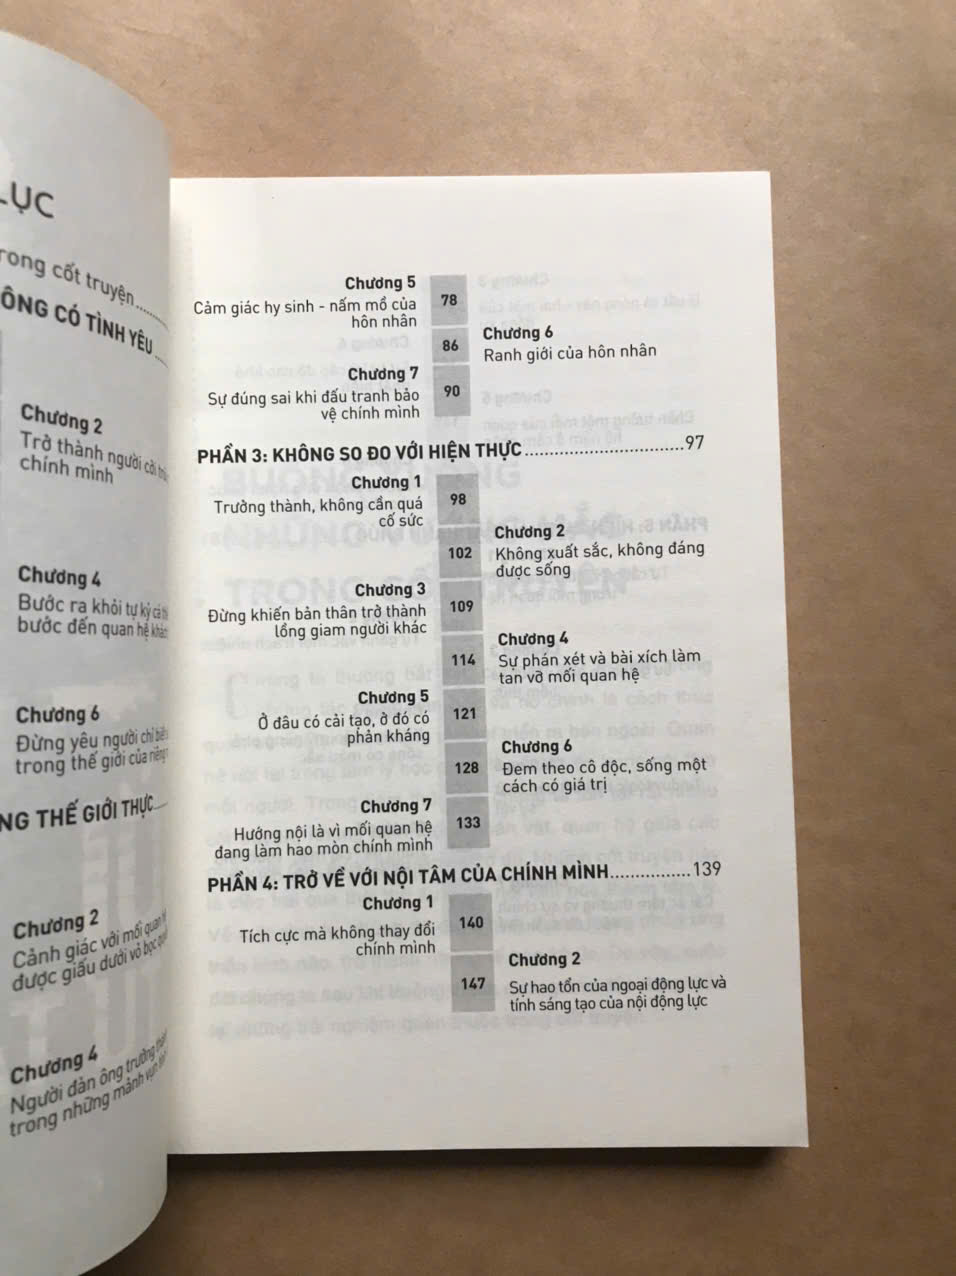 LỤC
trong cốt truyện
ÔNG CÓ TÌNH YÊU
Chương 2
Trở thành người cởi
chính mình
Chương 4
Bước ra khỏi tự kỷ cá
bước đến quan hệ khác
Chương 6
Đừng yêu người chỉ biết
trong thế giới của riêng
THẾ GIỚI THỰC
Chương 2
Cảnh giác với mối quan hệ
được giấu dưới vỏ bọc
Chương 4
Người đàn ông trưởng thành
trong những mảnh vụn
Chương 5
78
Cảm giác hy sinh - nấm mồ của
hôn nhân
Chương 6
86
Ranh giới của hôn nhân
Chương 7
90
Sự đúng sai khi đấu tranh bảo
vệ chính mình
PHẦN 3: KHÔNG SO ĐO VỚI HIỆN THỰC..............................97
Chương 1
98
Trưởng thành, không cần quá
cố sức
Chương 2
102
Không xuất sắc, không đáng
được sống
Chương 3
109
Đừng khiến bản thân trở thành
lồng giam người khác
Chương 4
114
Sự phán xét và bài xích làm
tan vỡ mối quan hệ
Chương 5
121
Ở đâu có cải tạo, ở đó có
phản kháng
Chương 6
128
Đem theo cô độc, sống một
cách có giá trị
Chương 7
133
Hướng nội là vì mối quan hệ
đang làm hao mòn chính mình
PHẦN 4: TRỞ VỀ VỚI NỘI TÂM CỦA CHÍNH MÌNH...............139
Chương 1
140
Tích cực mà không thay đổi
chính mình
Chương 2
147
Sự hao tổn của ngoại động lực và
tính sáng tạo của nội động lực